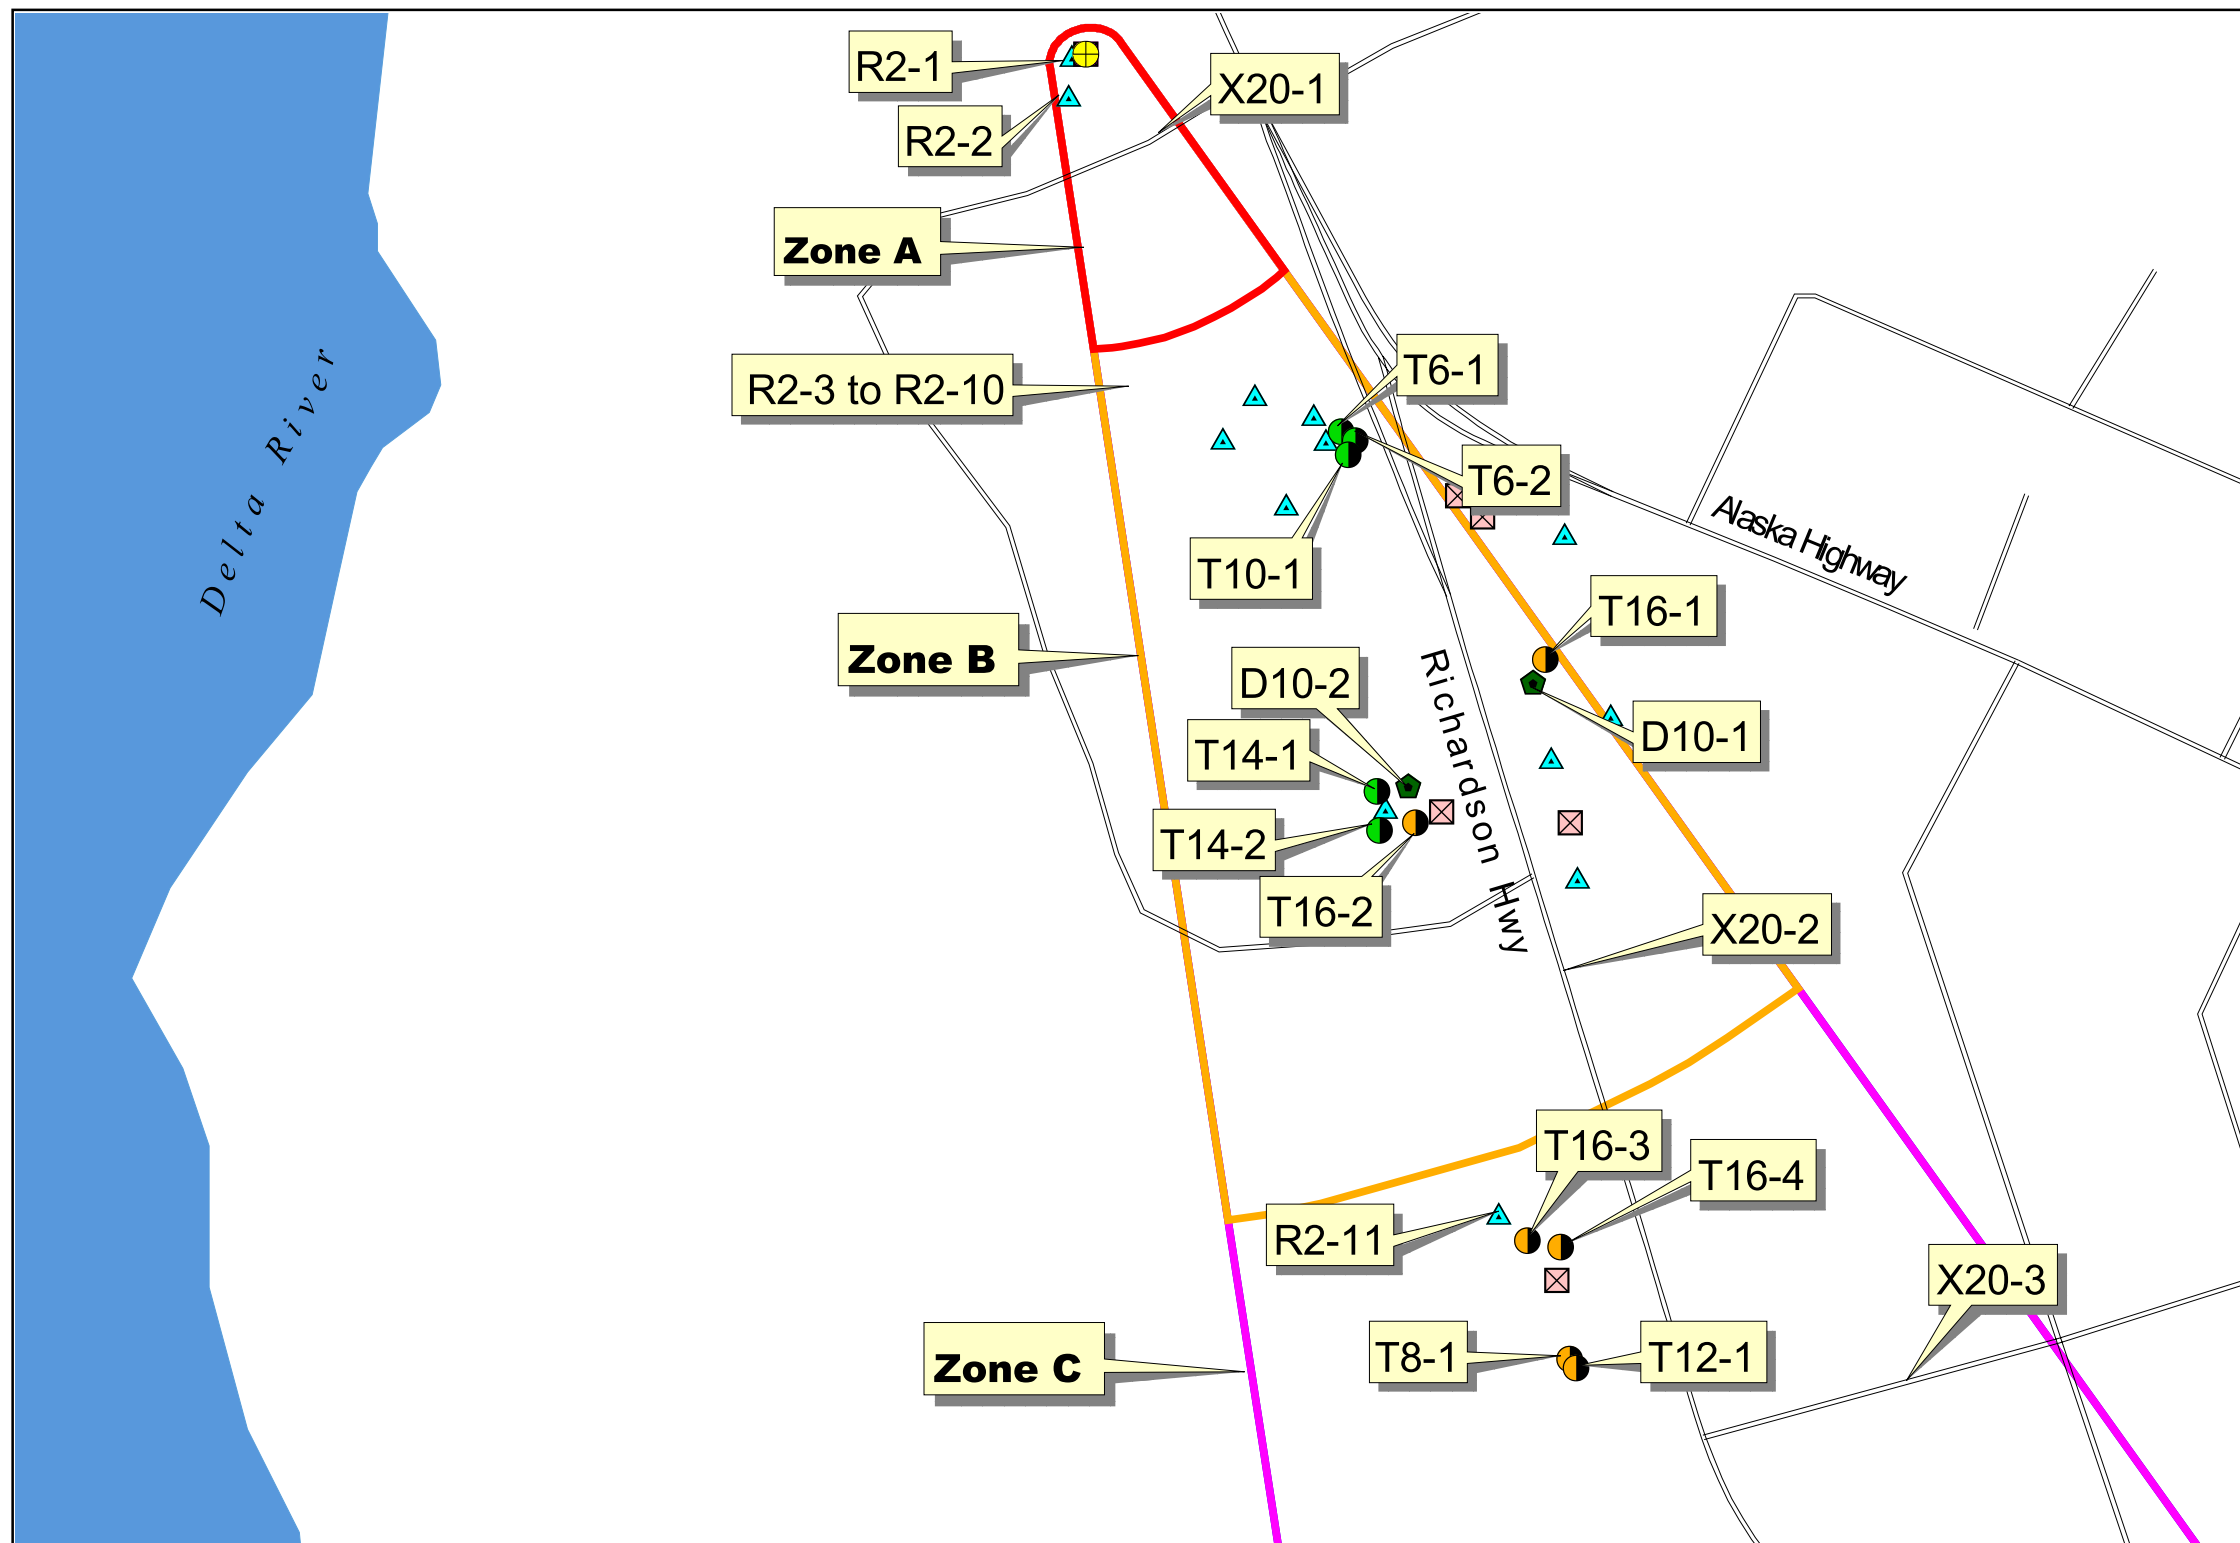 R2-1
X20-1
R2-2
Zone A
T6-1
R2-3 to R2-10
Delta River
T6-2
Alaska Highway
T10-1
T16-1
Zone B
D10-2
Richardson Hwy
D10-1
T14-1
T14-2
T16-2
X20-2
T16-3
T16-4
R2-11
X20-3
Zone C
T8-1
T12-1